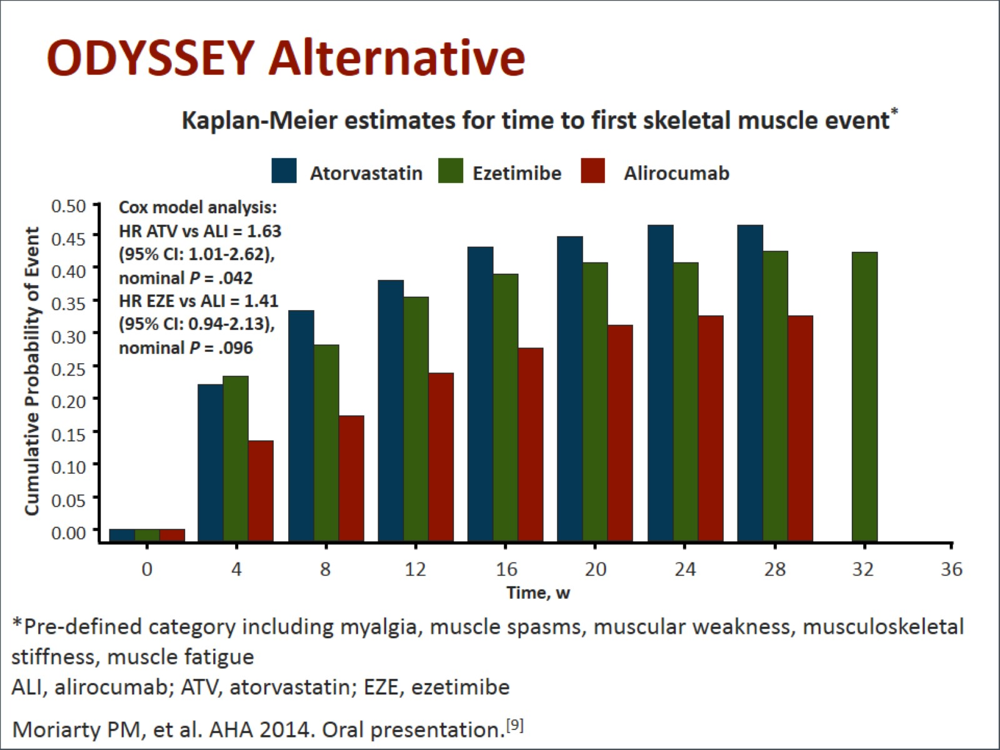 ODYSSEY Alternative
Kaplan-Meier estimates for time to first skeletal muscle event*
Atorvastatin Ezetimibe Alirocumab
Cox model analysis:
HR ATV vs ALI = 1.63
(95% CI: 1.01-2.62),
nominal P = .042
HR EZE vs ALI = 1.41
(95% CI: 0.94-2.13),
nominal P = .096
Cumulative Probability of Event
0.50
0.45
0.40
0.35
0.30
0.25
0.20
0.15
0.10
0.05
0.00
0 4 8 12 16 20 24 28 32 36
Time, w
*Pre-defined category including myalgia, muscle spasms, muscular weakness, musculoskeletal
stiffness, muscle fatigue
ALI, alirocumab; ATV, atorvastatin; EZE, ezetimibe
Moriarty PM, et al. AHA 2014. Oral presentation.[9]